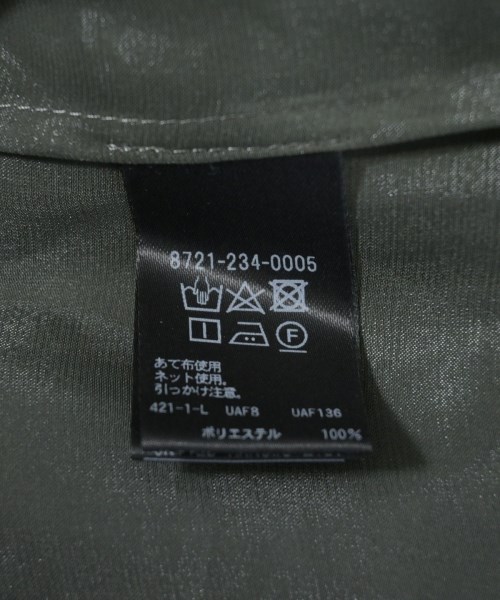 8721-234-0005
F
あて布使用
ネット使用。
引っかけ注意。
421-1-L UAF8 UAF136
ポリエステル 100%